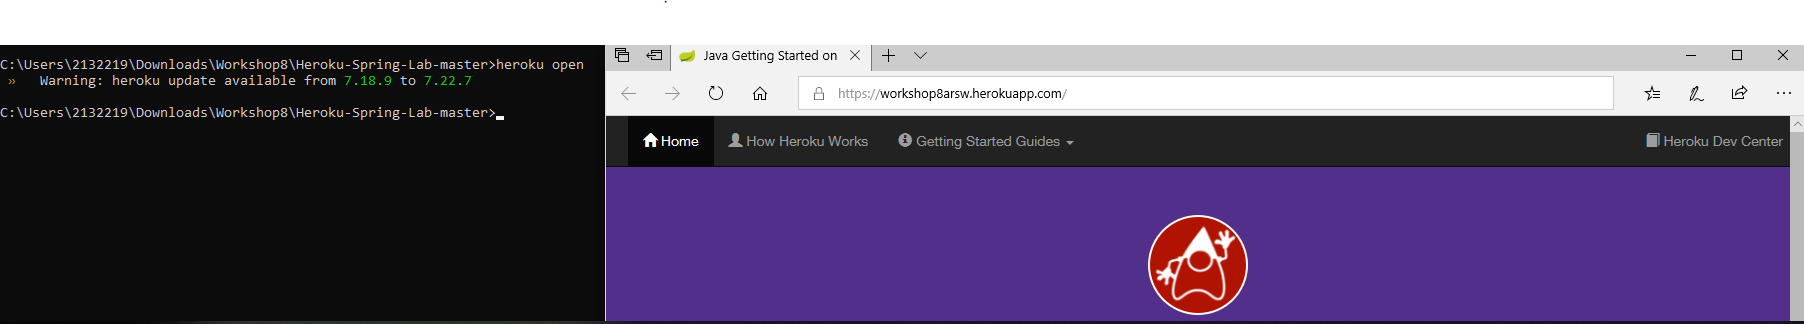 C:\Users\2132219\Downloads\Workshop8\Heroku-Spring-Lab-master>heroku open
» Warning: heroku update available from 7.18.9 to 7.22.7
C:\Users\2132219\Downloads\Workshop8\Heroku-Spring-Lab-master>
Java Getting Started on
https://workshop8arsw.herokuapp.com/
Home How Heroku Works Getting Started Guides Heroku Dev Center